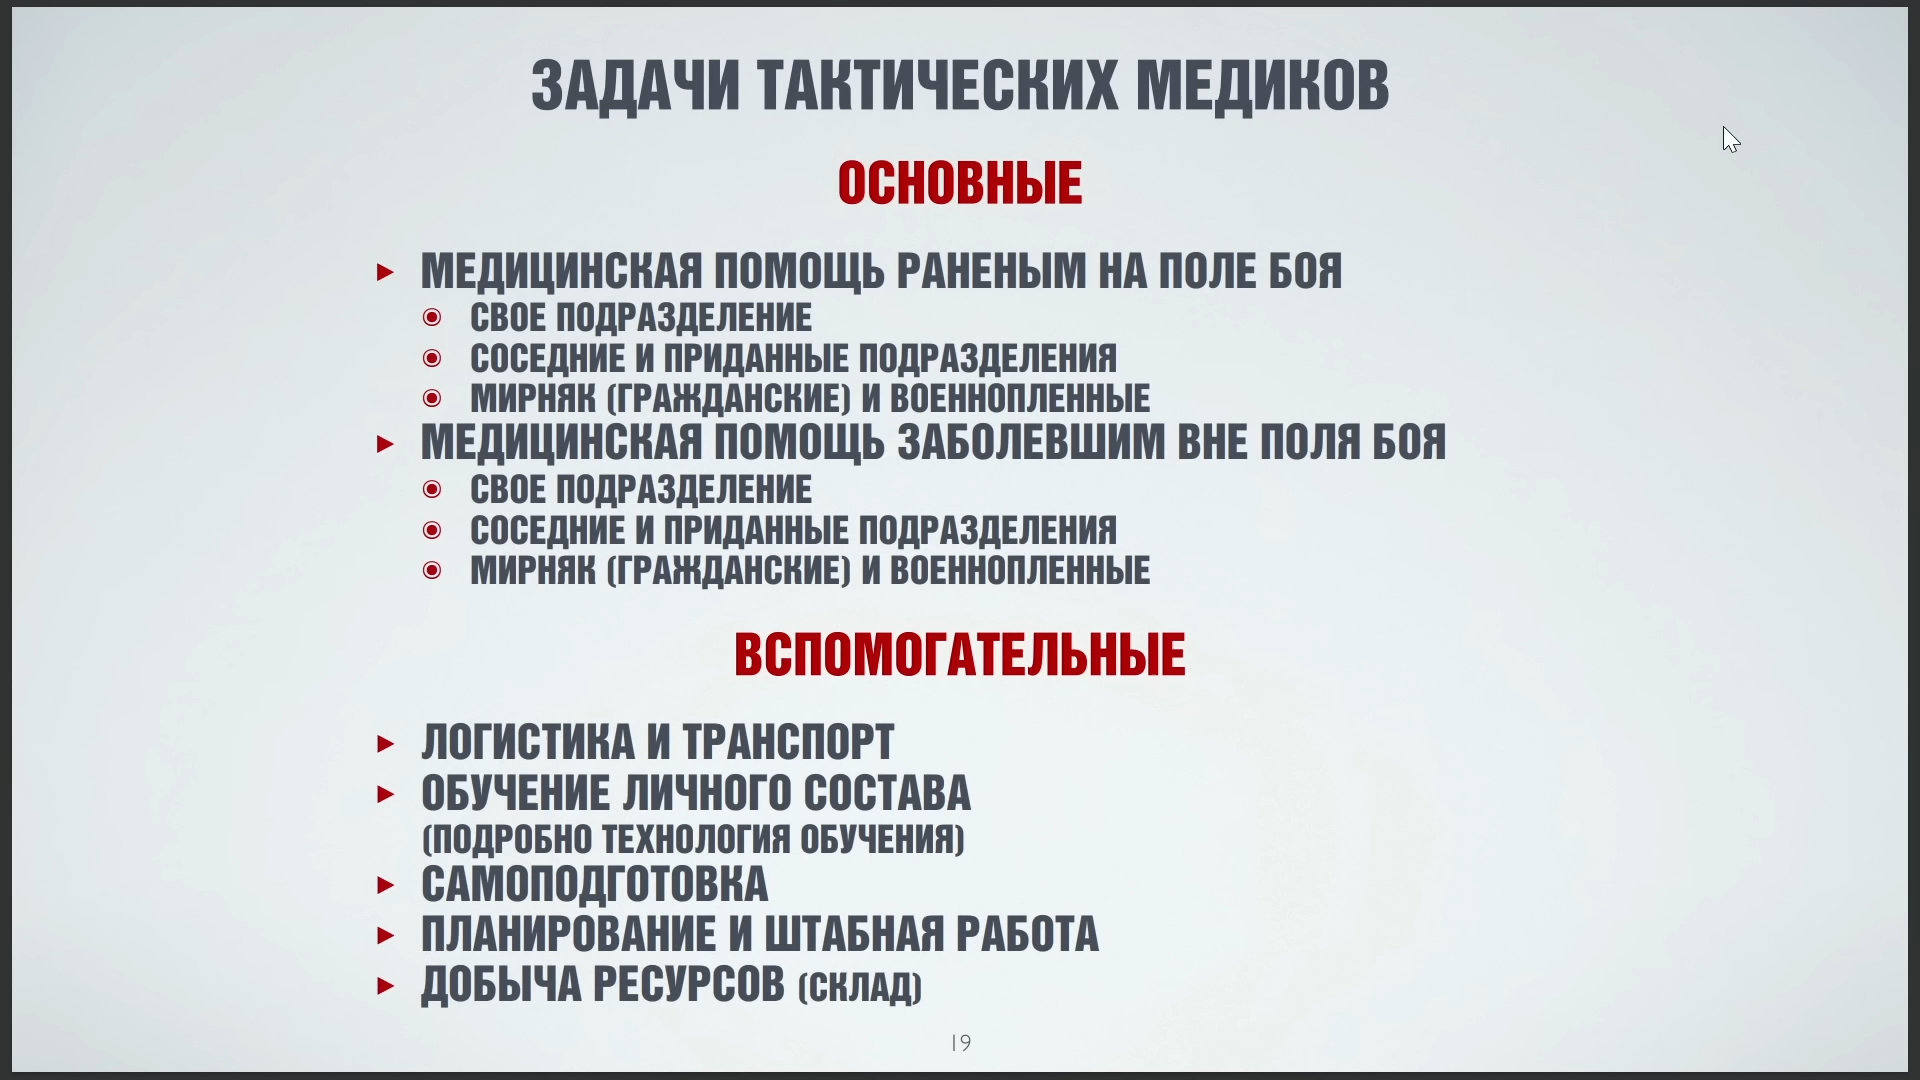 ЗАДАЧИ ТАКТИЧЕСКИХ МЕДИКОВ
ОСНОВНЫЕ
МЕДИЦИНСКАЯ ПОМОЩЬ РАНЕНЫМ НА ПОЛЕ БОЯ
СВОЕ ПОДРАЗДЕЛЕНИЕ
СОСЕДНИЕ И ПРИДАННЫЕ ПОДРАЗДЕЛЕНИЯ
МИРНЯК (ГРАЖДАНСКИЕ) И ВОЕННОПЛЕННЫЕ
МЕДИЦИНСКАЯ ПОМОЩЬ ЗАБОЛЕВШИМ ВНЕ ПОЛЯ БОЯ
СВОЕ ПОДРАЗДЕЛЕНИЕ
СОСЕДНИЕ И ПРИДАННЫЕ ПОДРАЗДЕЛЕНИЯ
МИРНЯК (ГРАЖДАНСКИЕ) И ВОЕННОПЛЕННЫЕ
ВСПОМОГАТЕЛЬНЫЕ
ЛОГИСТИКА И ТРАНСПОРТ
ОБУЧЕНИЕ ЛИЧНОГО СОСТАВА
(ПОДРОБНО ТЕХНОЛОГИЯ ОБУЧЕНИЯ)
САМОПОДГОТОВКА
ПЛАНИРОВАНИЕ И ШТАБНАЯ РАБОТА
ДОБЫЧА РЕСУРСОВ (СКЛАД)
19